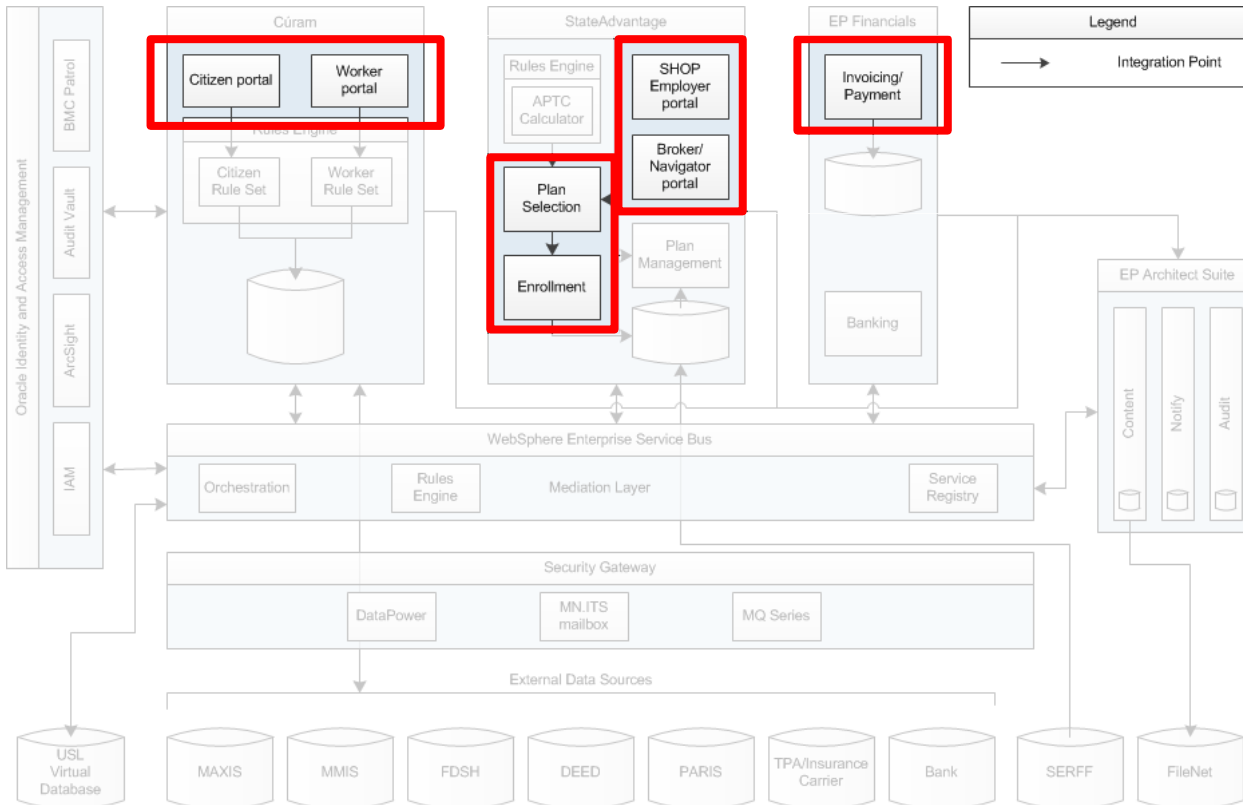 Cúram
StateAdvantage
EP Financials
Legend
Integration Point
Oracle Identity and Access Management
BMC Patrol
Audit Vault
ArcSight
IAM
Citizen portal
Worker
portal
Rules Engine
Citizen
Rule Set
Worker
Rule Set
Rules Engine
APTC
Calculator
SHOP
Employer
portal
Broker/
Navigator
portal
Plan
Selection
Enrollment
Plan
Management
Invoicing/
Payment
Banking
EP Architect Suite
Content
Notify
Audit
WebSphere Enterprise Service Bus
Orchestration
Rules
Engine
Mediation Layer
Service
Registry
Security Gateway
DataPower
MN.ITS
mailbox
MQ Series
External Data Sources
USL
Virtual
Database
MAXIS
MMIS
FDSH
DEED
PARIS
TPA/Insurance
Carrier
Bank
SERFF
FileNet